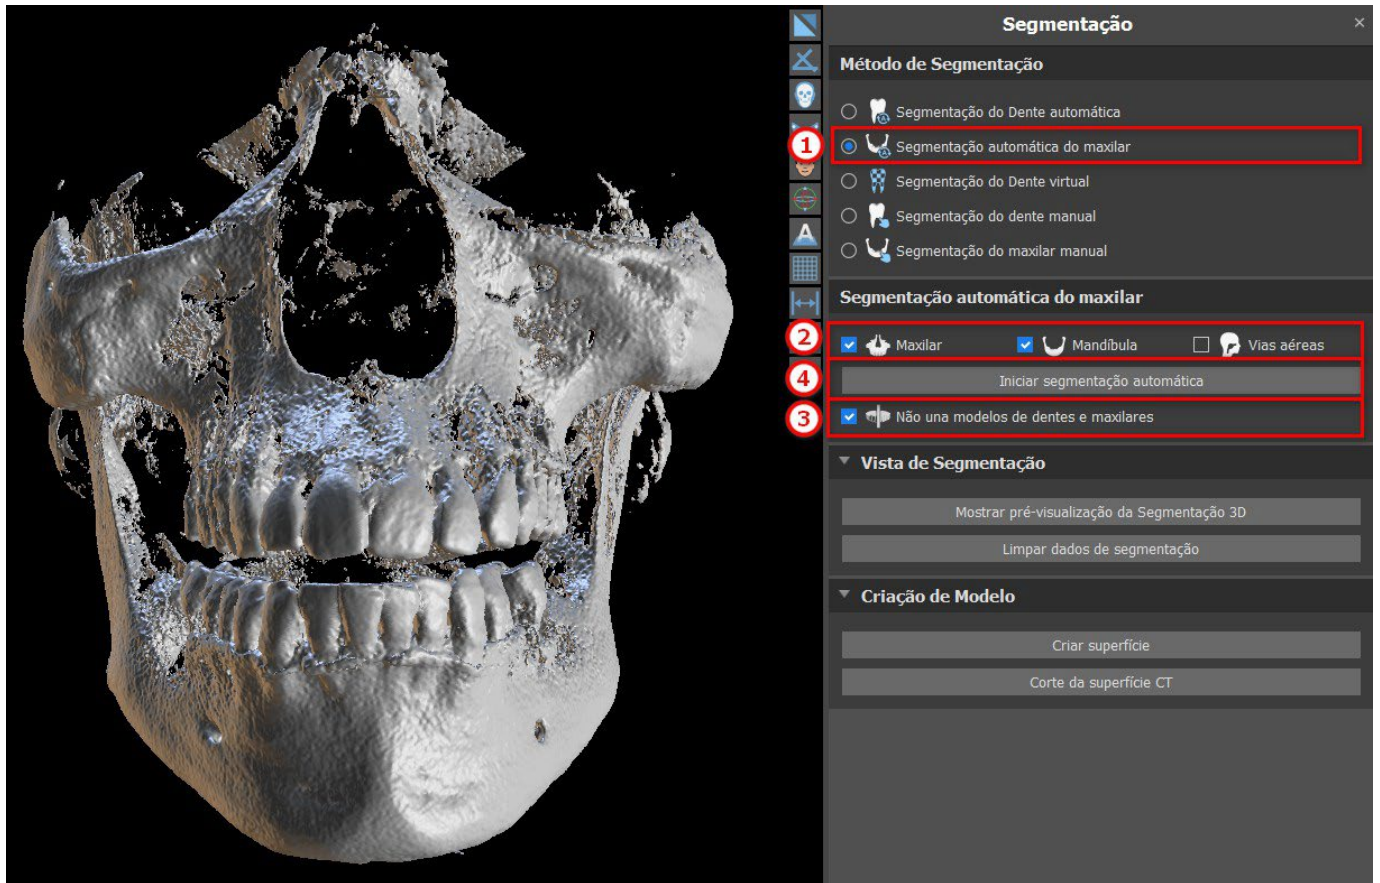 Segmentação ×
Método de Segmentação
Segmentação do Dente automática
1 Segmentação automática do maxilar
Segmentação do Dente virtual
Segmentação do dente manual
Segmentação do maxilar manual
Segmentação automática do maxilar
2 Maxilar Mandíbula Vias aéreas
4 Iniciar segmentação automática
3 Não una modelos de dentes e maxilares
Vista de Segmentação
Mostrar pré-visualização da Segmentação 3D
Limpar dados de segmentação
Criação de Modelo
Criar superfície
Corte da superfície CT